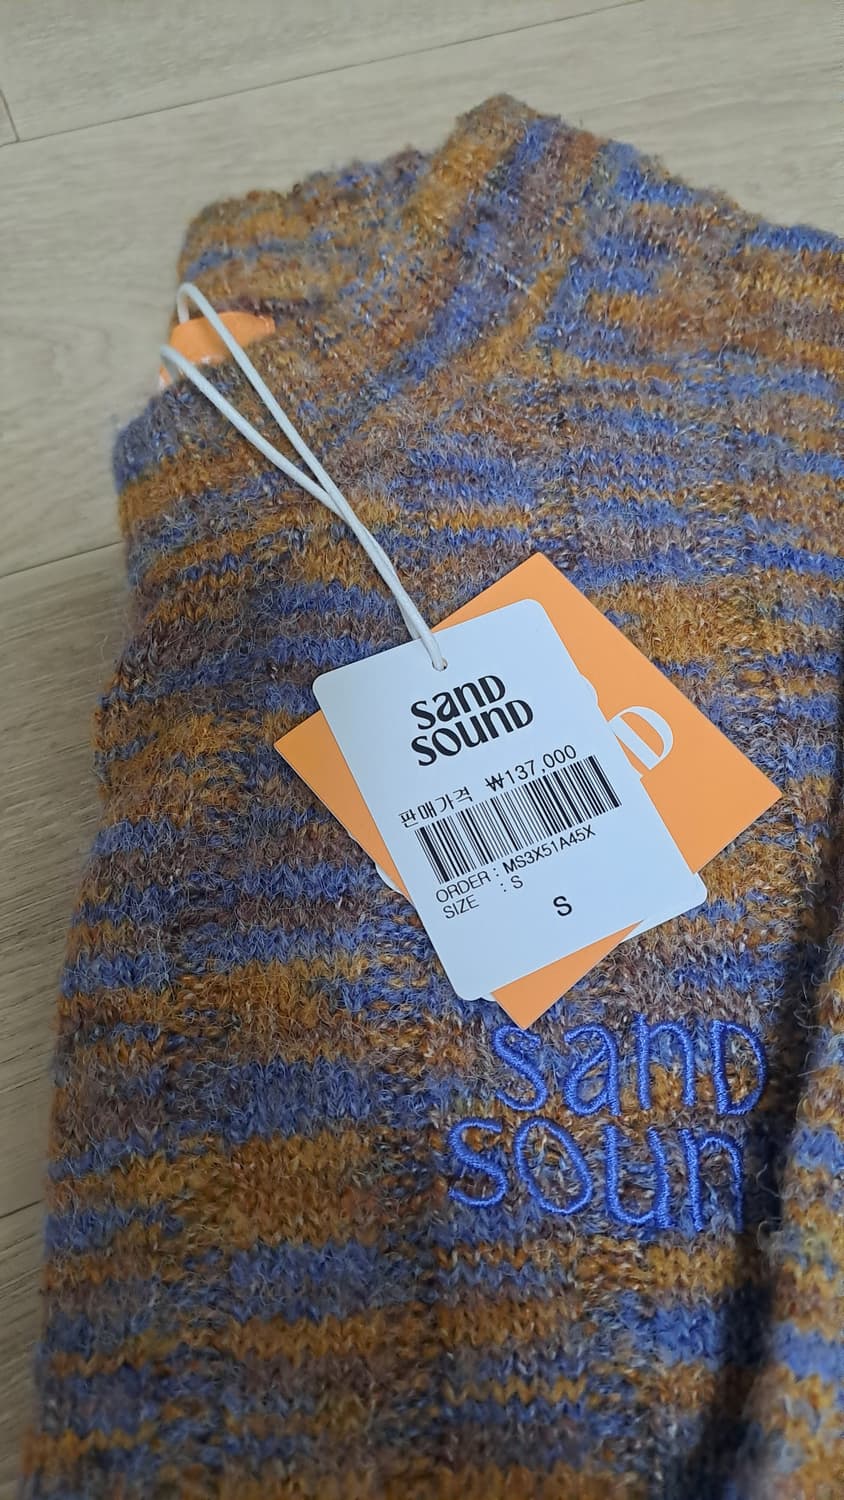 SAND
SOUND
판매가격 ₩137,000
ORDER : MS3X51A45X
SIZE : S
S
D
SAND
SOUN